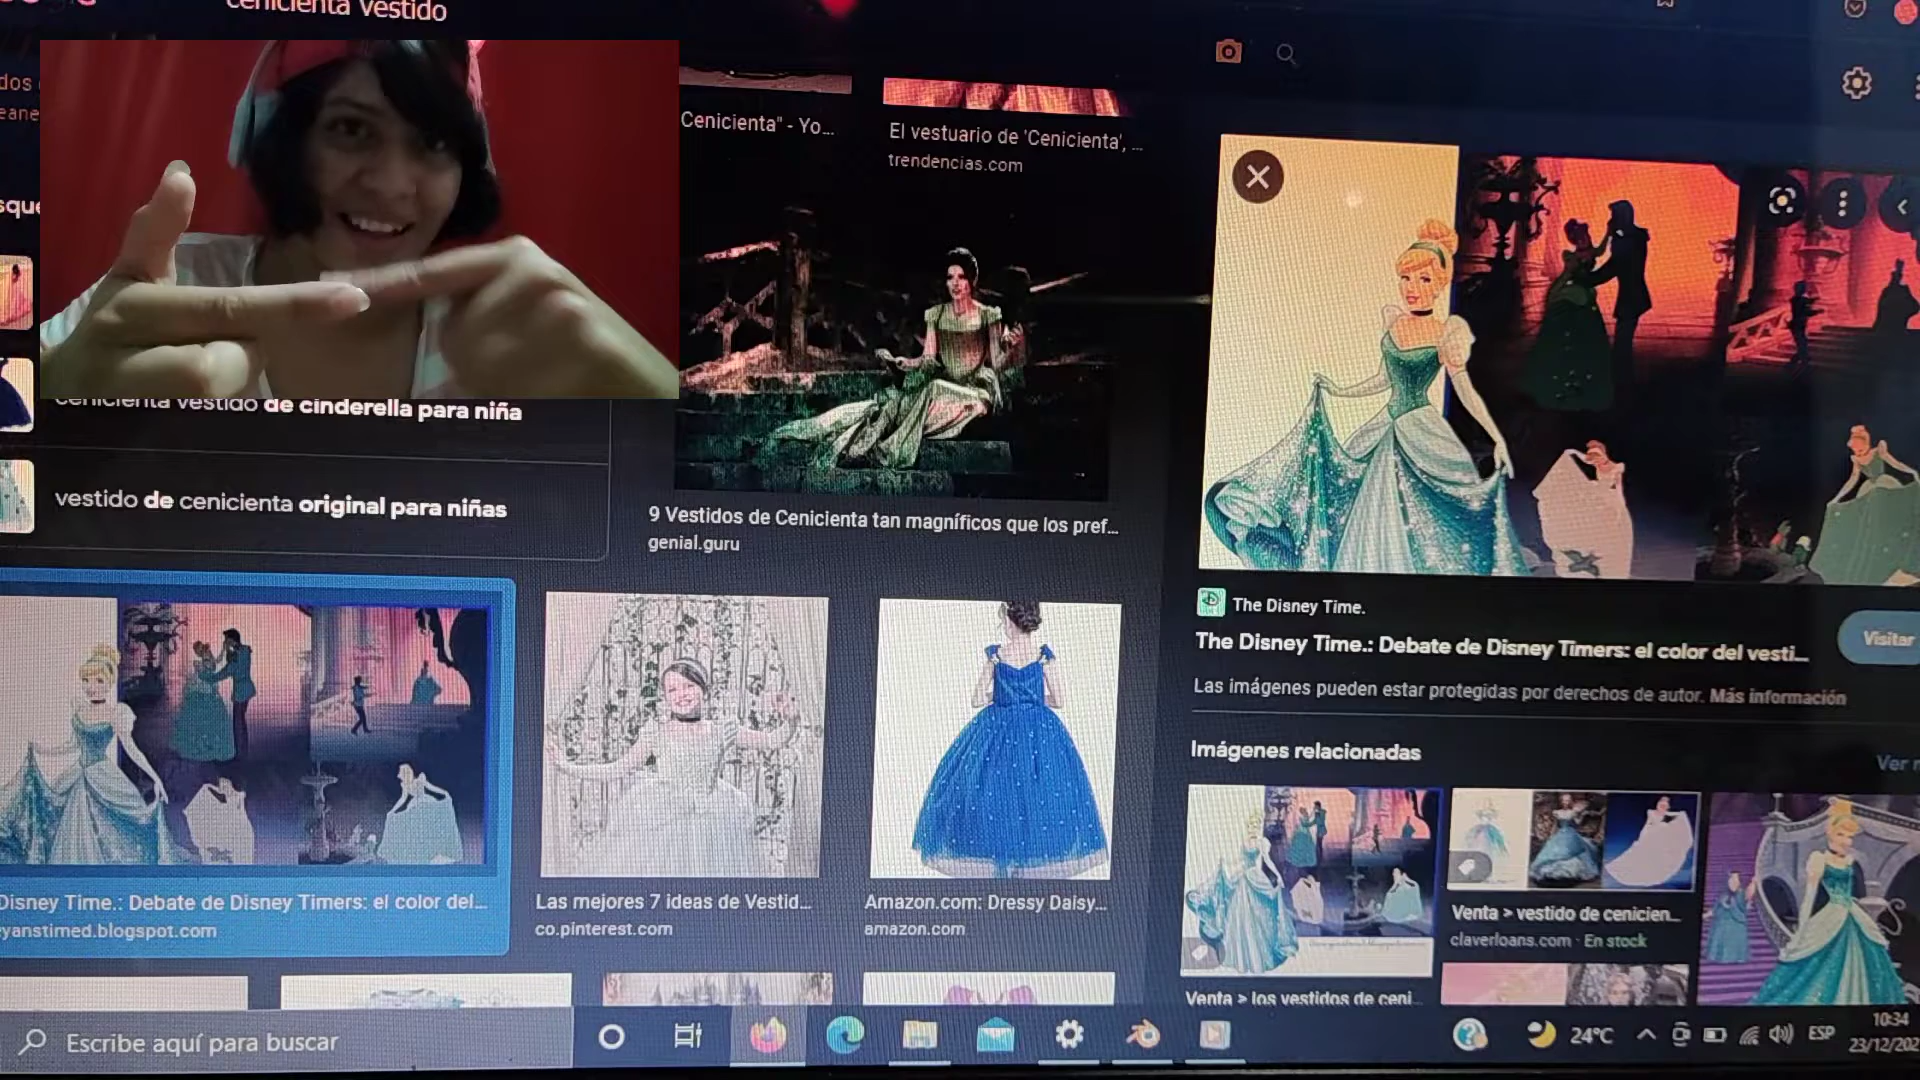 cenicienta vestido
dos
eane
Cenicienta" - Yo...
El vestuario de 'Cenicienta', ...
trendencias.com
sque
cenicienta vestido de cinderella para niña
vestido de cenicienta original para niñas
9 Vestidos de Cenicienta tan magníficos que los pref...
genial.guru
The Disney Time.
The Disney Time.: Debate de Disney Timers: el color del vesti...
Visitar
Las imágenes pueden estar protegidas por derechos de autor. Más información
Imágenes relacionadas
Ver
Disney Time.: Debate de Disney Timers: el color del...
yanstimed.blogspot.com
Las mejores 7 ideas de Vestid...
co.pinterest.com
Amazon.com: Dressy Daisy...
amazon.com
Venta > vestido de cenicien...
claverloans.com · En stock
Venta > los vestidos de ceni...
Escribe aquí para buscar
24°C
ESP
10:34
23/12/202